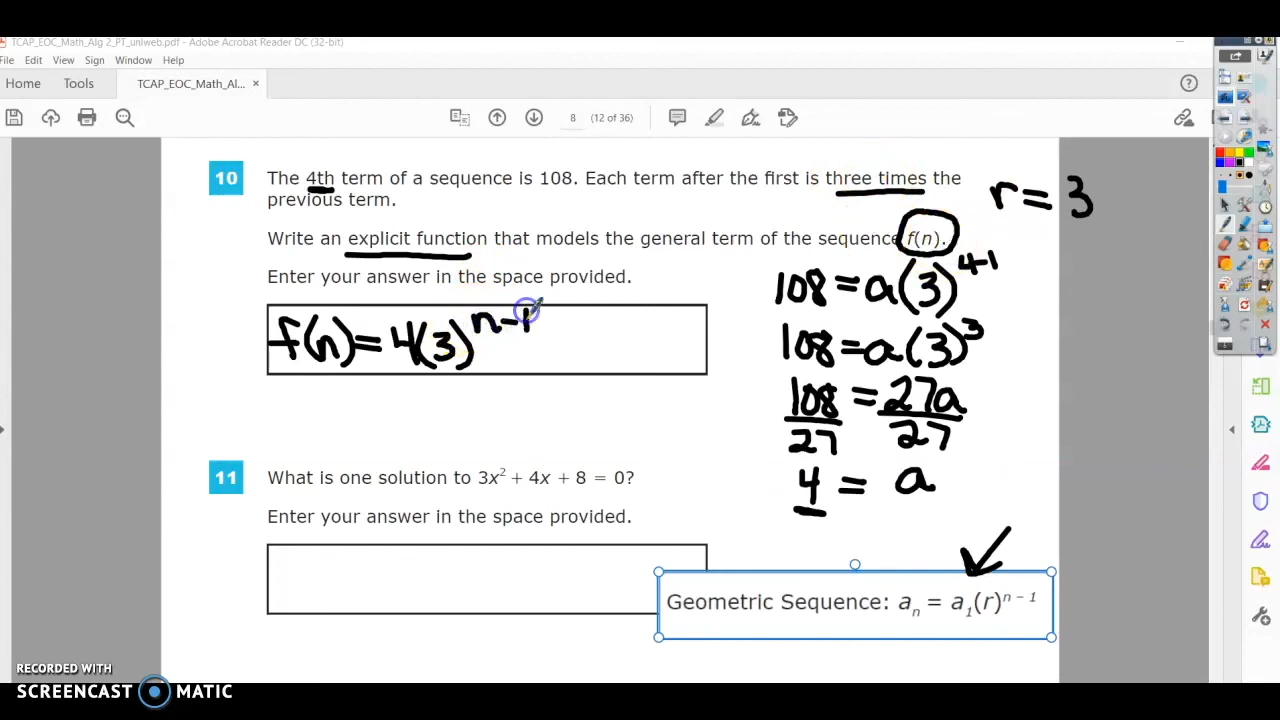 TCAP_EOC_Math_Alg 2_PT_uniweb.pdf - Adobe Acrobat Reader DC (32-bit)
File Edit View Sign Window Help
Home Tools TCAP_EOC_Math_Al... ×
8 (12 of 36)
10 The 4th term of a sequence is 108. Each term after the first is three times the
previous term.
r = 3
Write an explicit function that models the general term of the sequence f(n).
Enter your answer in the space provided.
f(n) = 4(3)^n-1
108 = a(3)^4-1
108 = a(3)^3
108/27 = 27a/27
4 = a
11 What is one solution to 3x² + 4x + 8 = 0?
Enter your answer in the space provided.
Geometric Sequence: aₙ = a₁(r)ⁿ ⁻ ¹
RECORDED WITH
SCREENCAST MATIC